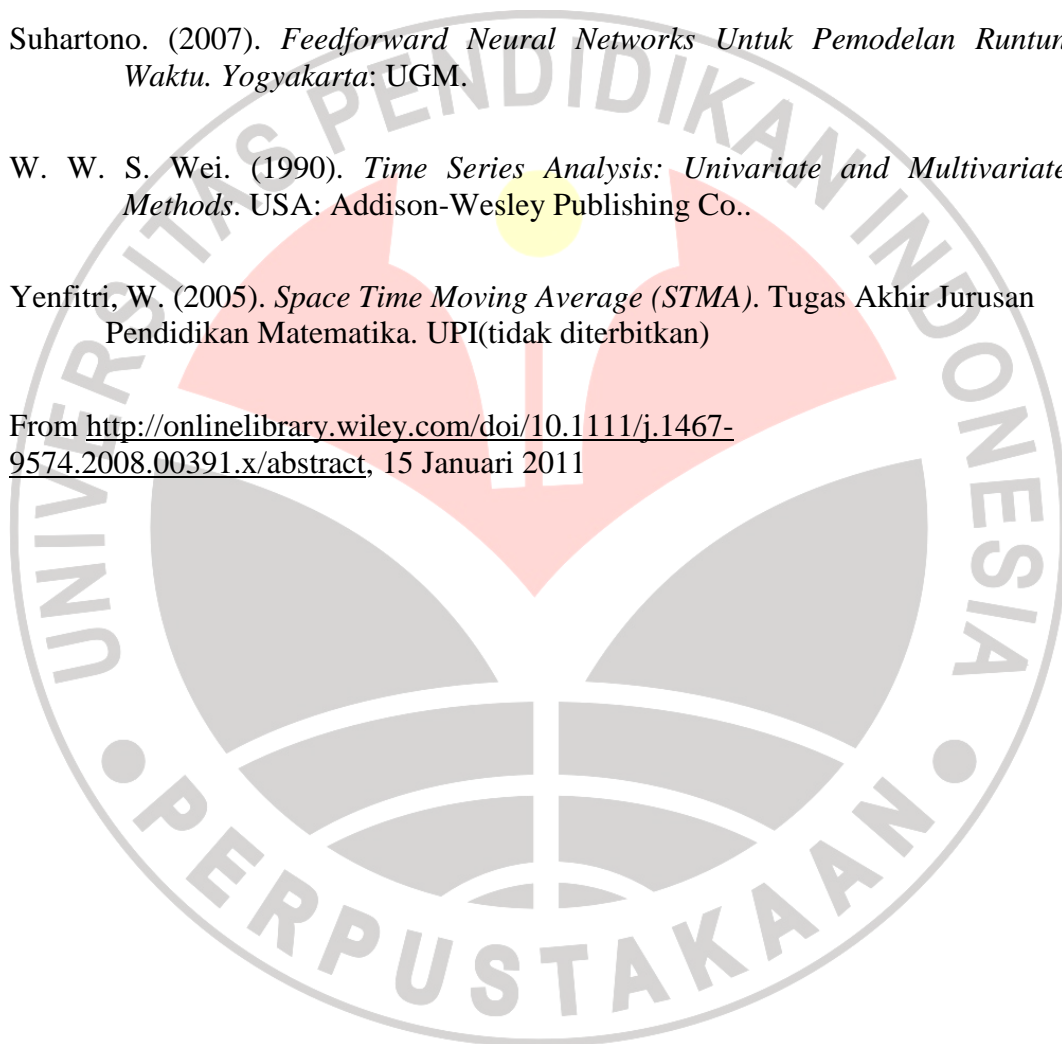 Suhartono. (2007). Feedforward Neural Networks Untuk Pemodelan Runtun
Waktu. Yogyakarta: UGM.
W. W. S. Wei. (1990). Time Series Analysis: Univariate and Multivariate
Methods. USA: Addison-Wesley Publishing Co..
Yenfitri, W. (2005). Space Time Moving Average (STMA). Tugas Akhir Jurusan
Pendidikan Matematika. UPI(tidak diterbitkan)
From http://onlinelibrary.wiley.com/doi/10.1111/j.1467-
9574.2008.00391.x/abstract, 15 Januari 2011
UNIVERSITAS PENDIDIKAN INDONESIA
PERPUSTAKAAN